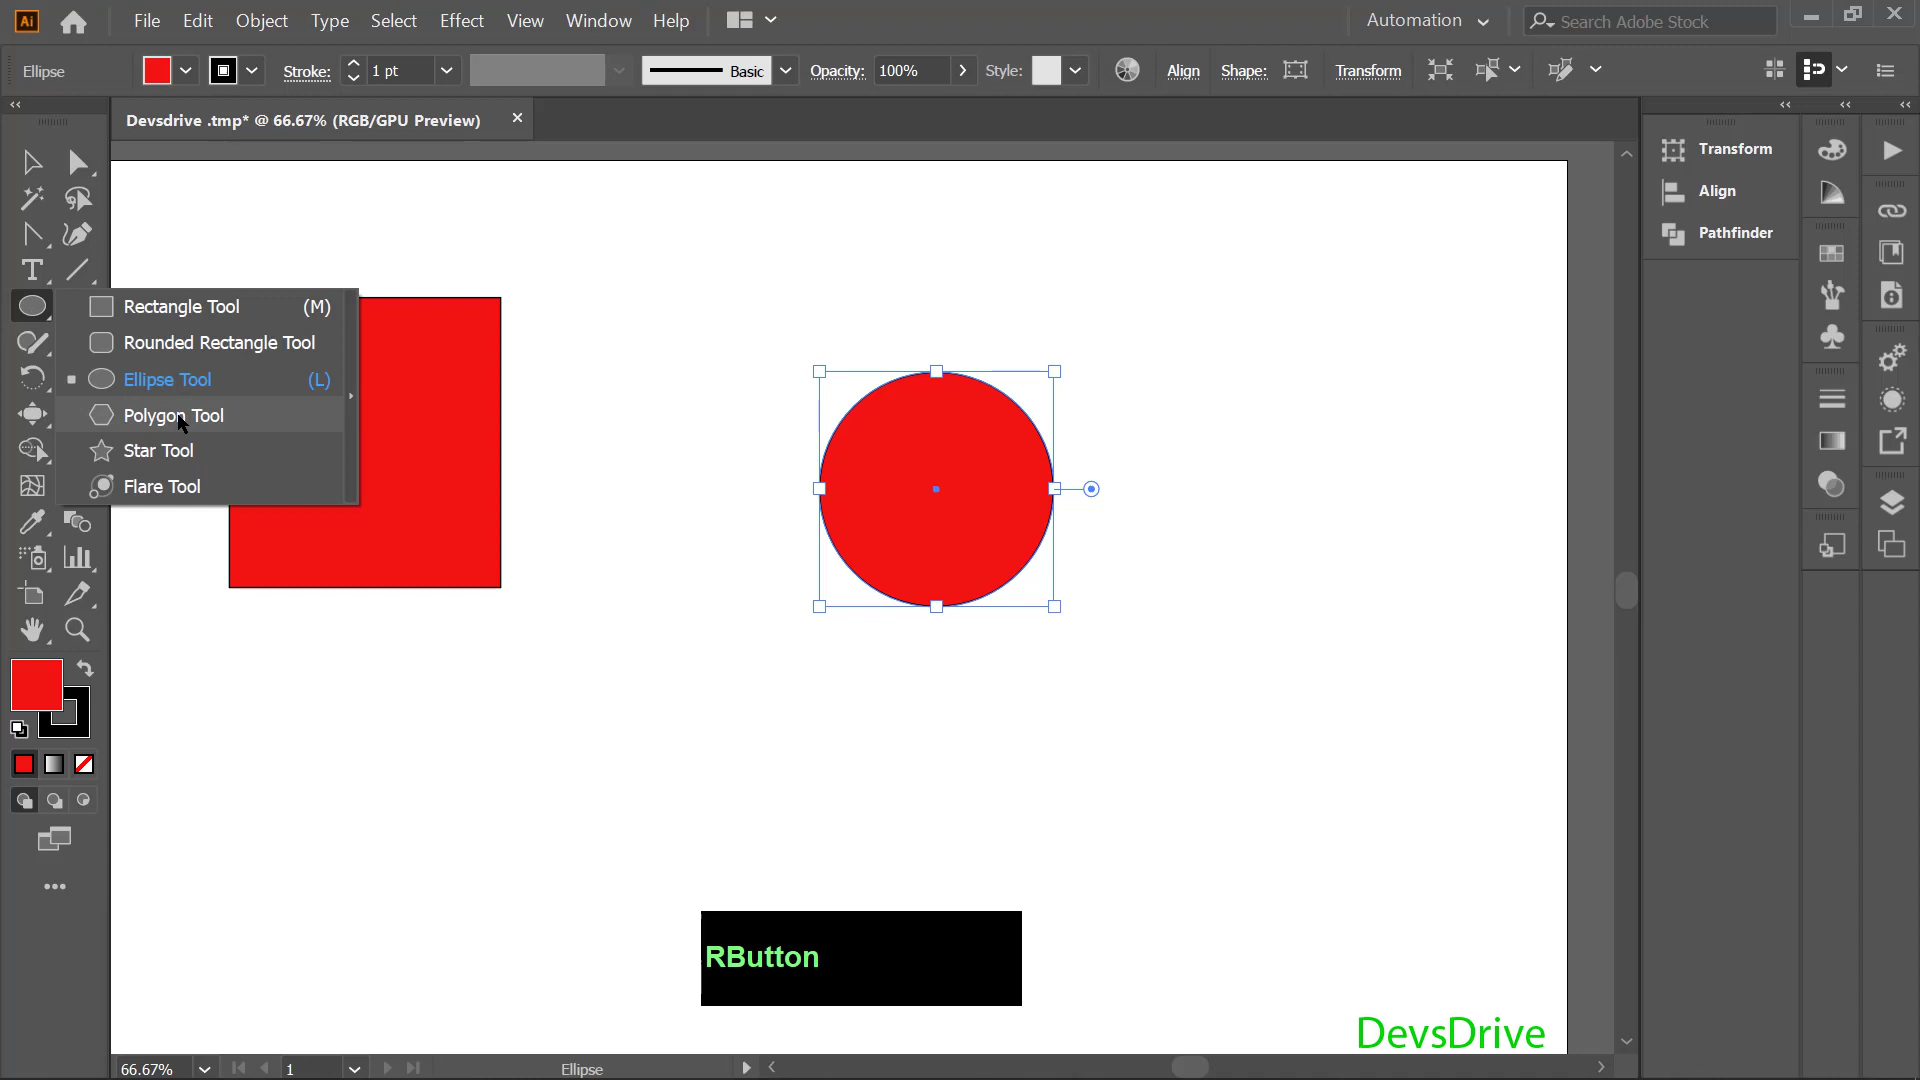 Ai File Edit Object Type Select Effect View Window Help Automation Search Adobe Stock
Ellipse Stroke: 1 pt Basic Opacity: 100% Style: Align Shape: Transform
Devsdrive .tmp* @ 66.67% (RGB/GPU Preview)
Transform
Align
Pathfinder
Rectangle Tool (M)
Rounded Rectangle Tool
Ellipse Tool (L)
Polygon Tool
Star Tool
Flare Tool
RButton
DevsDrive
66.67% 1 Ellipse